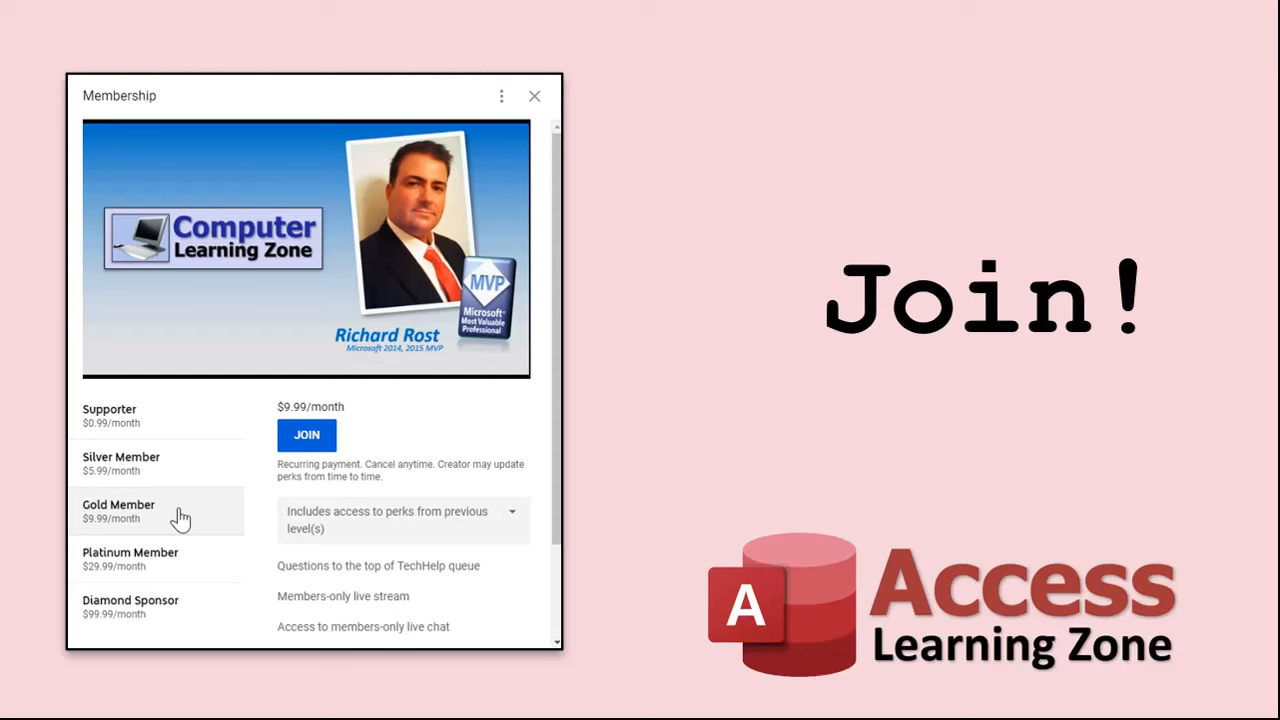 Membership
Computer
Learning Zone
MVP
Microsoft
Most Valuable
Professional
Richard Rost
Microsoft 2014, 2015 MVP
Supporter
$0.99/month
Silver Member
$5.99/month
Gold Member
$9.99/month
Platinum Member
$29.99/month
Diamond Sponsor
$99.99/month
$9.99/month
JOIN
Recurring payment. Cancel anytime. Creator may update
perks from time to time.
Includes access to perks from previous
level(s)
Questions to the top of TechHelp queue
Members-only live stream
Access to members-only live chat
Join!
A
Access
Learning Zone